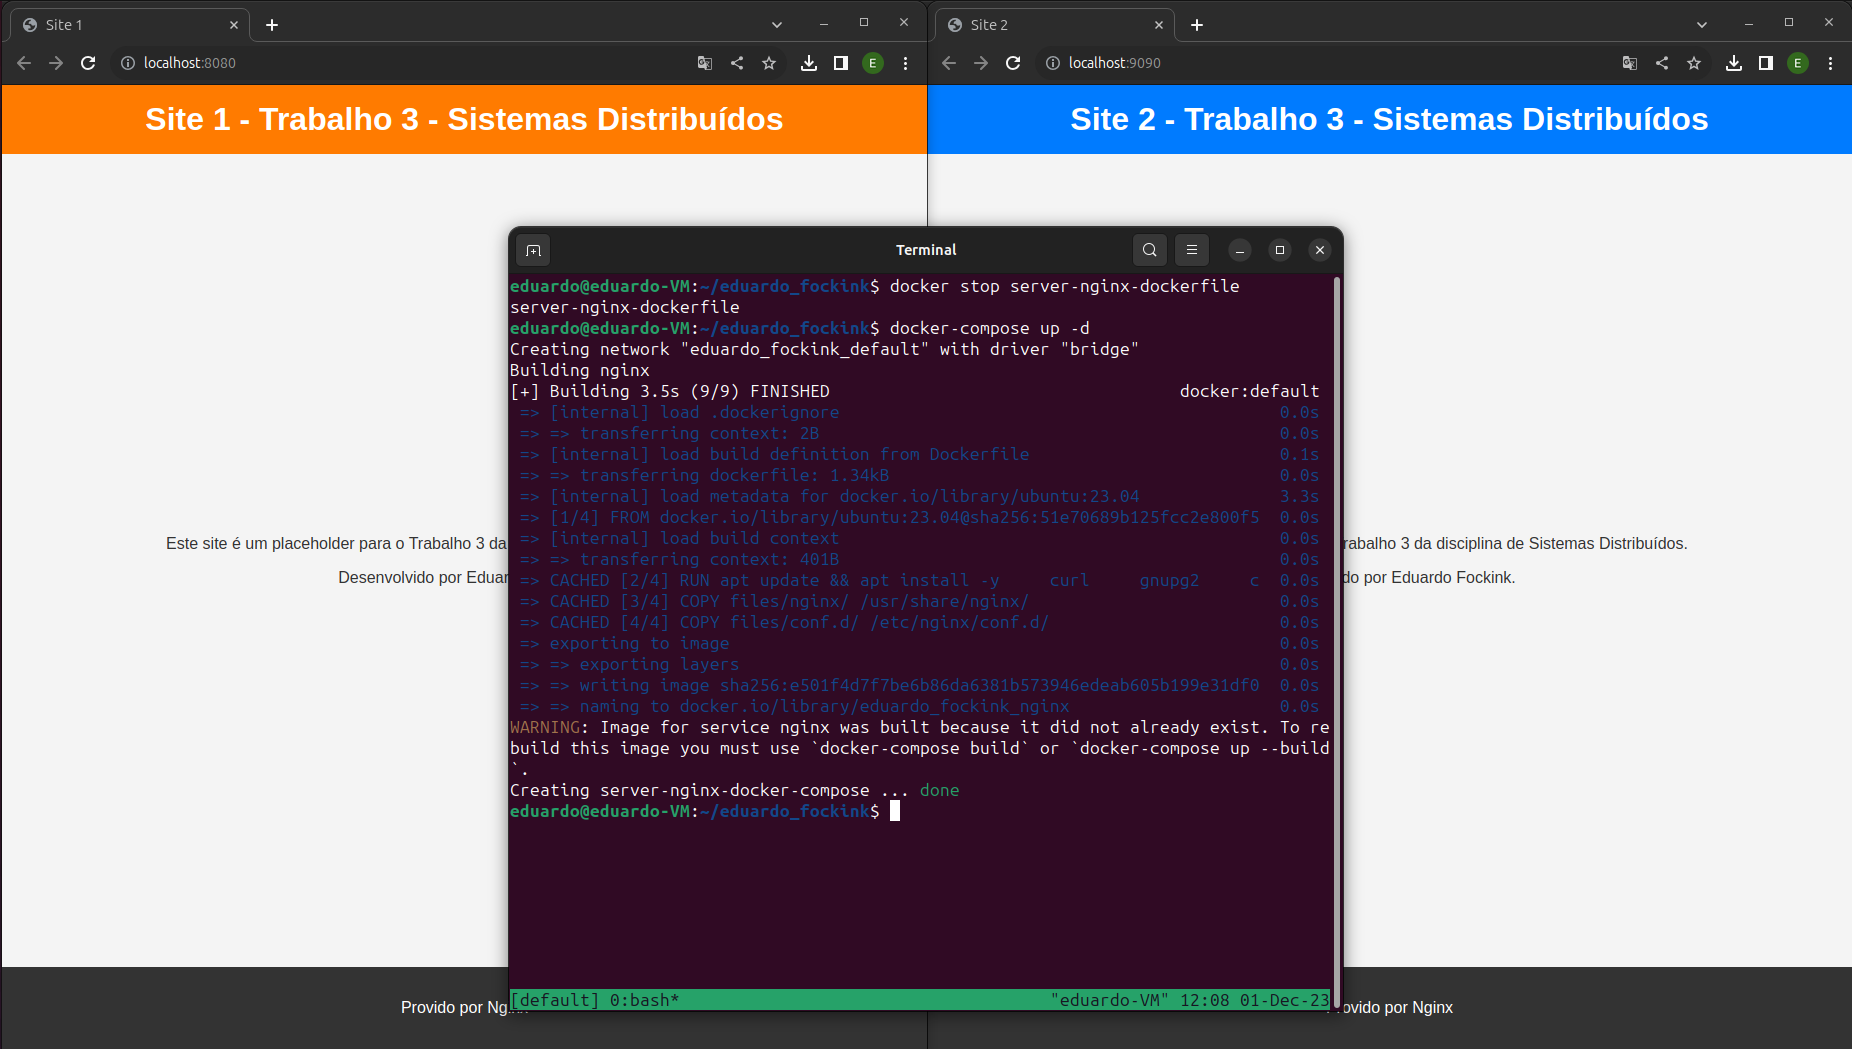 Site 1
localhost:8080
E
Site 1 - Trabalho 3 - Sistemas Distribuídos
Este site é um placeholder para o Trabalho 3 da
Desenvolvido por Eduar
Provido por Nginx
Site 2
localhost:9090
E
Site 2 - Trabalho 3 - Sistemas Distribuídos
rabalho 3 da disciplina de Sistemas Distribuídos.
do por Eduardo Fockink.
Provido por Nginx
Terminal
eduardo@eduardo-VM:~/eduardo_fockink$ docker stop server-nginx-dockerfile
server-nginx-dockerfile
eduardo@eduardo-VM:~/eduardo_fockink$ docker-compose up -d
Creating network "eduardo_fockink_default" with driver "bridge"
Building nginx
[+] Building 3.5s (9/9) FINISHED docker:default
=> [internal] load .dockerignore 0.0s
=> => transferring context: 2B 0.0s
=> [internal] load build definition from Dockerfile 0.1s
=> => transferring dockerfile: 1.34kB 0.0s
=> [internal] load metadata for docker.io/library/ubuntu:23.04 3.3s
=> [1/4] FROM docker.io/library/ubuntu:23.04@sha256:51e70689b125fcc2e800f5 0.0s
=> [internal] load build context 0.0s
=> => transferring context: 401B 0.0s
=> CACHED [2/4] RUN apt update && apt install -y curl gnupg2 c 0.0s
=> CACHED [3/4] COPY files/nginx/ /usr/share/nginx/ 0.0s
=> CACHED [4/4] COPY files/conf.d/ /etc/nginx/conf.d/ 0.0s
=> exporting to image 0.0s
=> => exporting layers 0.0s
=> => writing image sha256:e501f4d7f7be6b86da6381b573946edeab605b199e31df0 0.0s
=> => naming to docker.io/library/eduardo_fockink_nginx 0.0s
WARNING: Image for service nginx was built because it did not already exist. To re
build this image you must use `docker-compose build` or `docker-compose up --build
`.
Creating server-nginx-docker-compose ... done
eduardo@eduardo-VM:~/eduardo_fockink$
[default] 0:bash* "eduardo-VM" 12:08 01-Dec-23